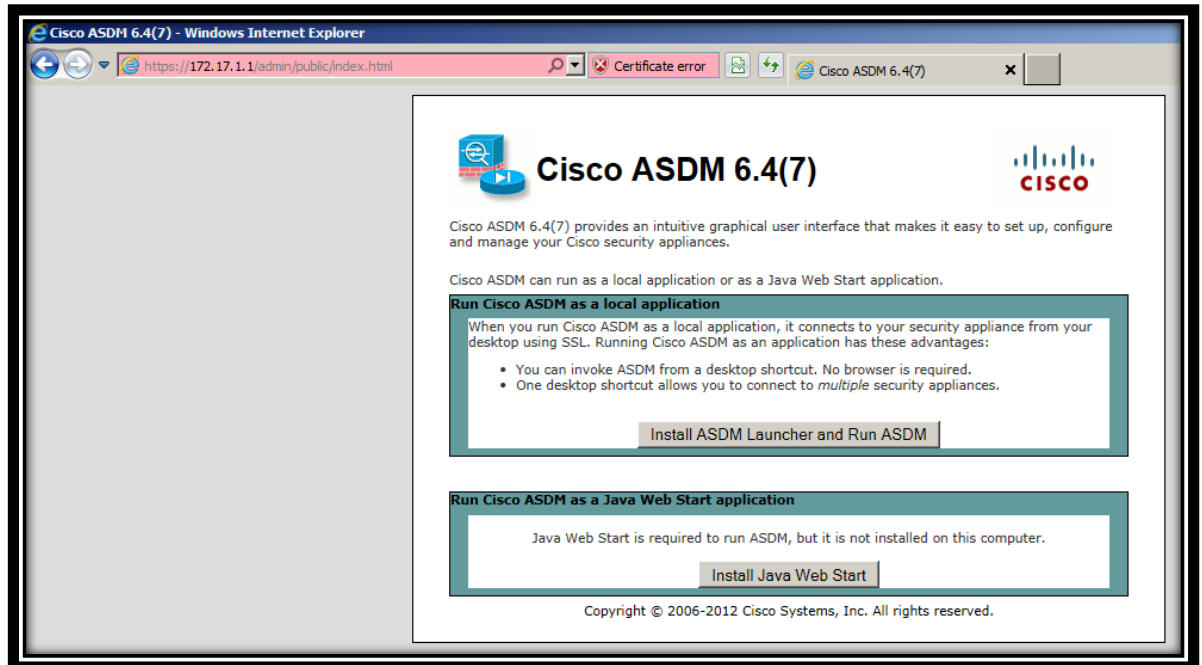 Cisco ASDM 6.4(7) - Windows Internet Explorer
https://172.17.1.1/admin/public/index.html
Certificate error
Cisco ASDM 6.4(7)
Cisco ASDM 6.4(7)
CISCO
Cisco ASDM 6.4(7) provides an intuitive graphical user interface that makes it easy to set up, configure
and manage your Cisco security appliances.
Cisco ASDM can run as a local application or as a Java Web Start application.
Run Cisco ASDM as a local application
When you run Cisco ASDM as a local application, it connects to your security appliance from your
desktop using SSL. Running Cisco ASDM as an application has these advantages:
• You can invoke ASDM from a desktop shortcut. No browser is required.
• One desktop shortcut allows you to connect to multiple security appliances.
Install ASDM Launcher and Run ASDM
Run Cisco ASDM as a Java Web Start application
Java Web Start is required to run ASDM, but it is not installed on this computer.
Install Java Web Start
Copyright © 2006-2012 Cisco Systems, Inc. All rights reserved.